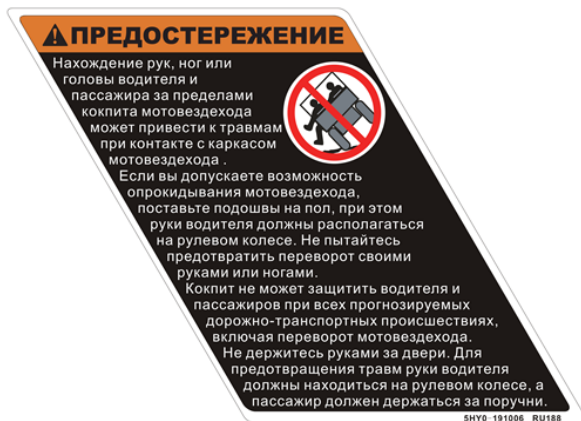 ПРЕДОСТЕРЕЖЕНИЕ
Нахождение рук, ног или
головы водителя и
пассажира за пределами
кокпита мотовездехода
может привести к травмам
при контакте с каркасом
мотовездехода .
Если вы допускаете возможность
опрокидывания мотовездехода,
поставьте подошвы на пол, при этом
руки водителя должны располагаться
на рулевом колесе. Не пытайтесь
предотвратить переворот своими
руками или ногами.
Кокпит не может защитить водителя и
пассажиров при всех прогнозируемых
дорожно-транспортных происшествиях,
включая переворот мотовездехода.
Не держитесь руками за двери. Для
предотвращения травм руки водителя
должны находиться на рулевом колесе, а
пассажир должен держаться за поручни.
5HY0-191006 RU188